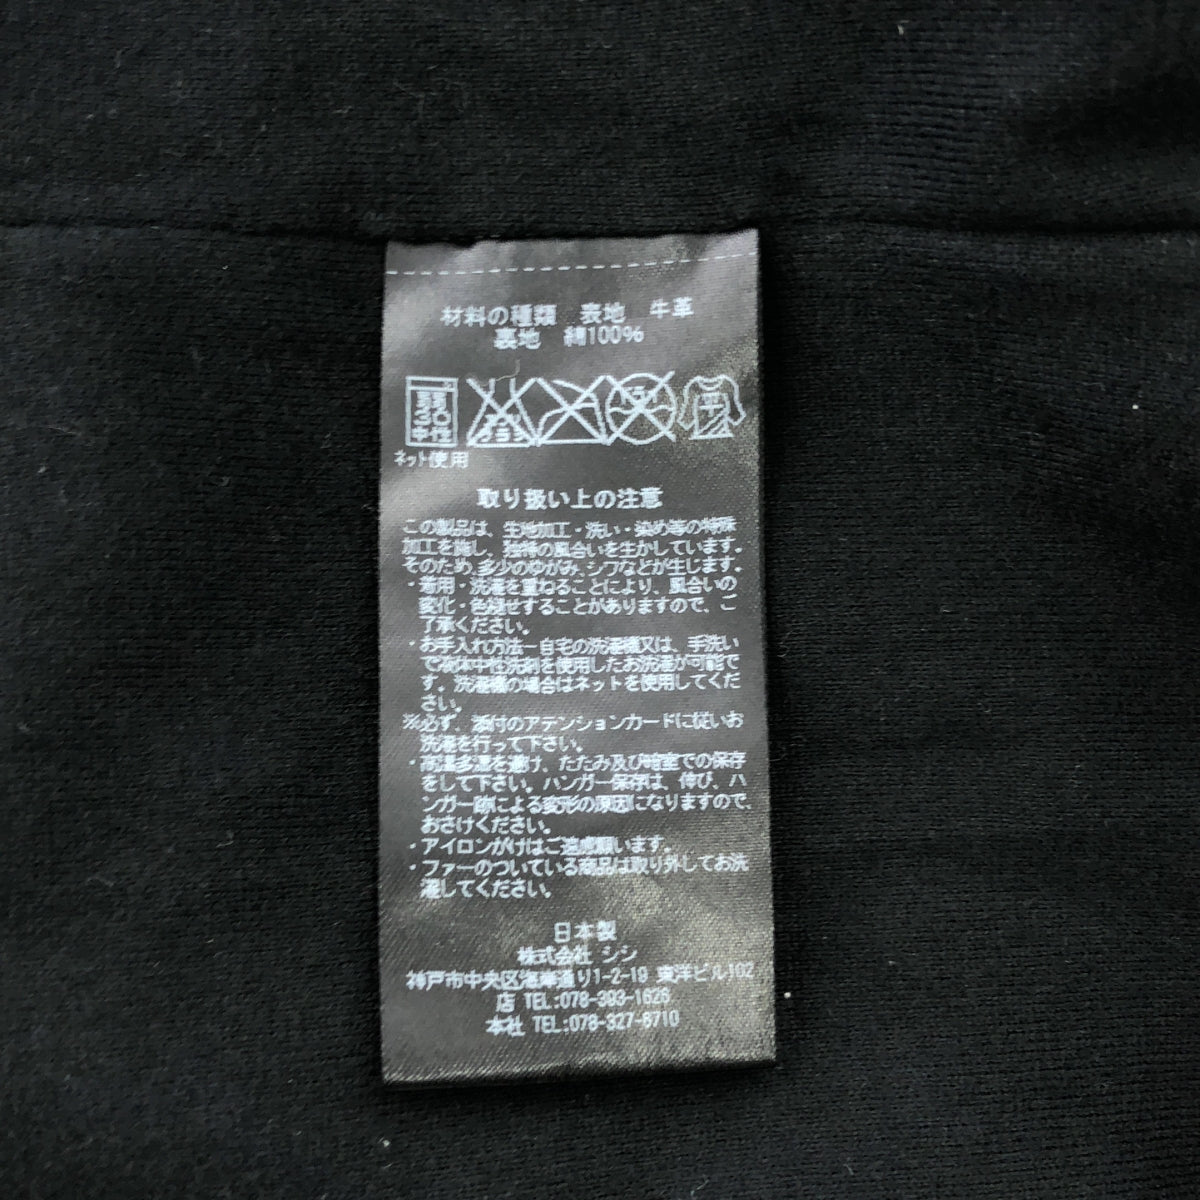 材料の種類　表地　牛革
裏地　綿100%
弱
30
中性
ネット使用
取り扱い上の注意
この製品は、生地加工・洗い・染め等の特殊
加工を施し、独特の風合いを生かしています。
そのため、多少のゆがみ、シワなどが生じます。
・着用・洗濯を重ねることにより、風合いの
変化・色褪せすることがありますので、ご
了承ください。
・お手入れ方法－自宅の洗濯機又は、手洗い
で液体中性洗剤を使用したお洗濯が可能で
す。洗濯機の場合はネットを使用してくだ
さい。
※必ず、添付のアテンションカードに従いお
洗濯を行って下さい。
・高温多湿を避け、たたみ及び暗室での保存
をして下さい。ハンガー保存は、伸び、ハ
ンガー跡による変形の原因になりますので、
おさけください。
・アイロンがけはご遠慮願います。
・ファーのついている商品は取り外してお洗
濯してください。
日本製
株式会社 シシ
神戸市中央区海岸通り1-2-19 東洋ビル102
店 TEL:078-393-1626
本社 TEL:078-327-8710